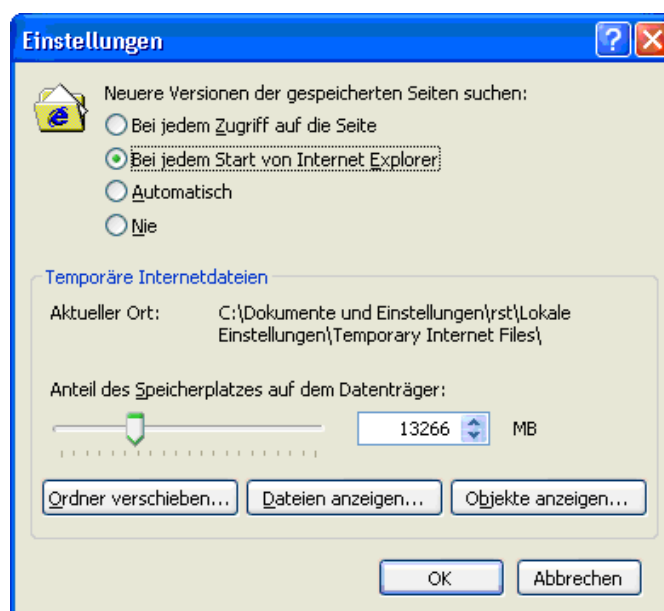 Einstellungen
Neuere Versionen der gespeicherten Seiten suchen:
Bei jedem Zugriff auf die Seite
Bei jedem Start von Internet Explorer
Automatisch
Nie
Temporäre Internetdateien
Aktueller Ort: C:\Dokumente und Einstellungen\rst\Lokale
Einstellungen\Temporary Internet Files\
Anteil des Speicherplatzes auf dem Datenträger:
13266 MB
Ordner verschieben... Dateien anzeigen... Objekte anzeigen...
OK Abbrechen